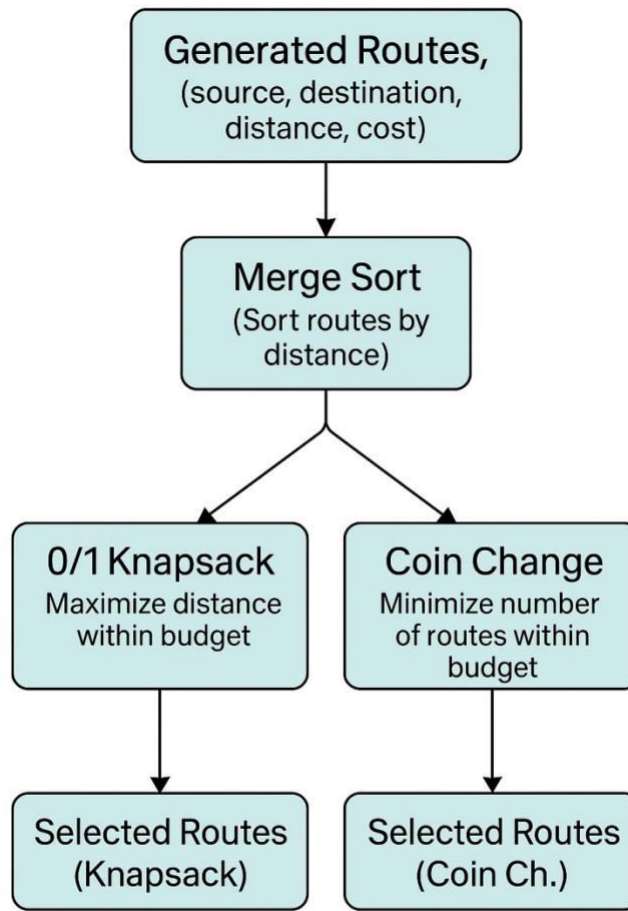 Generated Routes,
(source, destination,
distance, cost)
Merge Sort
(Sort routes by
distance)
0/1 Knapsack
Maximize distance
within budget
Coin Change
Minimize number
of routes within
budget
Selected Routes
(Knapsack)
Selected Routes
(Coin Ch.)